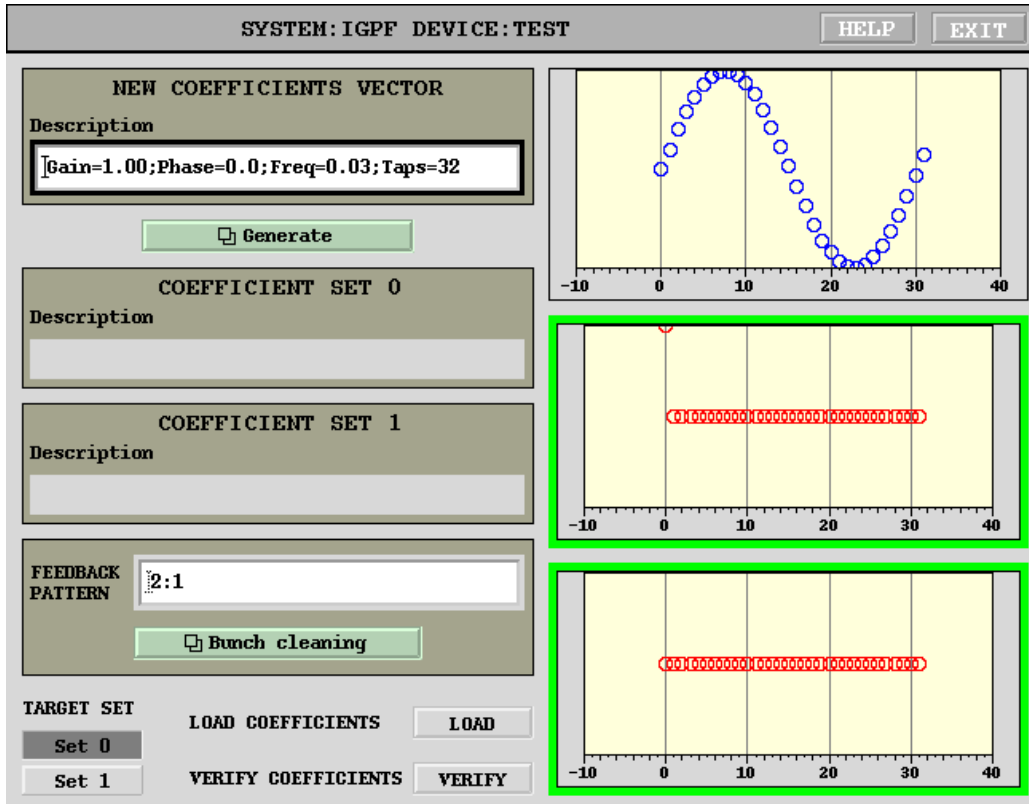 SYSTEM:IGPF DEVICE:TEST
HELP
EXIT
NEW COEFFICIENTS VECTOR
Description
Gain=1.00;Phase=0.0;Freq=0.03;Taps=32
Generate
COEFFICIENT SET 0
Description
COEFFICIENT SET 1
Description
FEEDBACK
PATTERN
2:1
Bunch cleaning
TARGET SET
Set 0
Set 1
LOAD COEFFICIENTS
LOAD
VERIFY COEFFICIENTS
VERIFY
-10 0 10 20 30 40
-10 0 10 20 30 40
-10 0 10 20 30 40